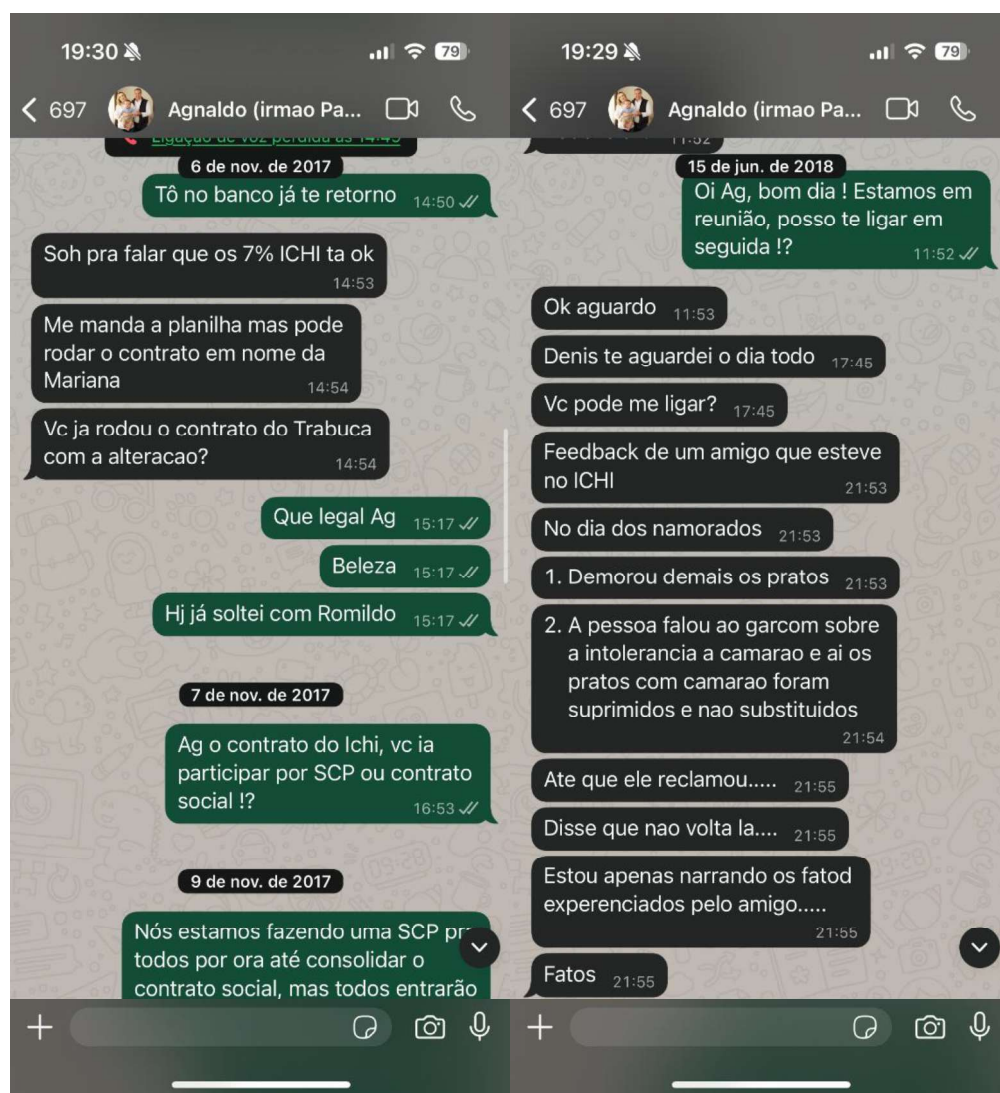 19:30
79
697
Agnaldo (irmao Pa...
Ligação de voz perdida às 14:49
6 de nov. de 2017
Tô no banco já te retorno
14:50
Soh pra falar que os 7% ICHI ta ok
14:53
Me manda a planilha mas pode
rodar o contrato em nome da
Mariana
14:54
Vc ja rodou o contrato do Trabuca
com a alteracao?
14:54
Que legal Ag
15:17
Beleza
15:17
Hj já soltei com Romildo
15:17
7 de nov. de 2017
Ag o contrato do Ichi, vc ia
participar por SCP ou contrato
social !?
16:53
9 de nov. de 2017
Nós estamos fazendo uma SCP
todos por ora até consolidar o
contrato social, mas todos entrarão
19:29
79
697
Agnaldo (irmao Pa...
11:52
15 de jun. de 2018
Oi Ag, bom dia ! Estamos em
reunião, posso te ligar em
seguida !?
11:52
Ok aguardo
11:53
Denis te aguardei o dia todo
17:45
Vc pode me ligar?
17:45
Feedback de um amigo que esteve
no ICHI
21:53
No dia dos namorados
21:53
1. Demorou demais os pratos
21:53
2. A pessoa falou ao garcom sobre
a intolerancia a camarao e ai os
pratos com camarao foram
suprimidos e nao substituidos
21:54
Ate que ele reclamou.....
21:55
Disse que nao volta la....
21:55
Estou apenas narrando os fatod
experenciados pelo amigo.....
21:55
Fatos
21:55